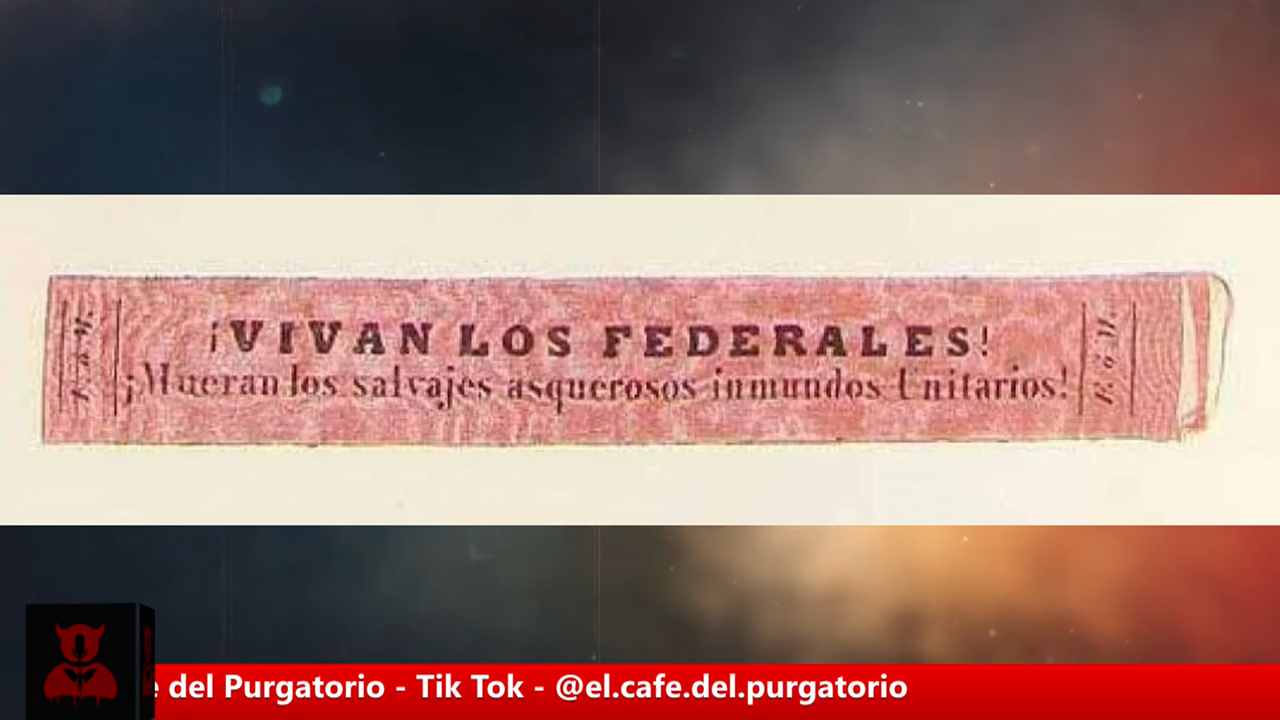 ¡VIVAN LOS FEDERALES!
¡Mueran los salvajes asquerosos inmundos Unitarios!
del Purgatorio - Tik Tok - @el.cafe.del.purgatorio